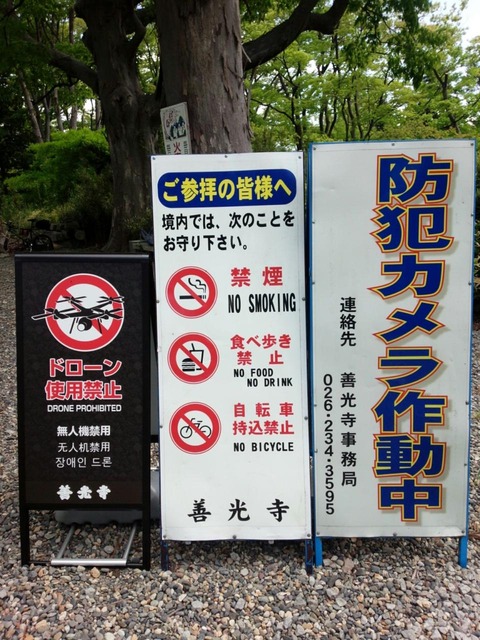 ドローン
使用禁止
DRONE PROHIBITED
無人機禁用
无人机禁用
장애인 드론
善光寺
ご参拝の皆様へ
境内では、次のことを
お守り下さい。
禁煙
NO SMOKING
食べ歩き
禁止
NO FOOD
NO DRINK
自転車
持込禁止
NO BICYCLE
善光寺
防犯カメラ作動中
連絡先 善光寺事務局
026-234-3595